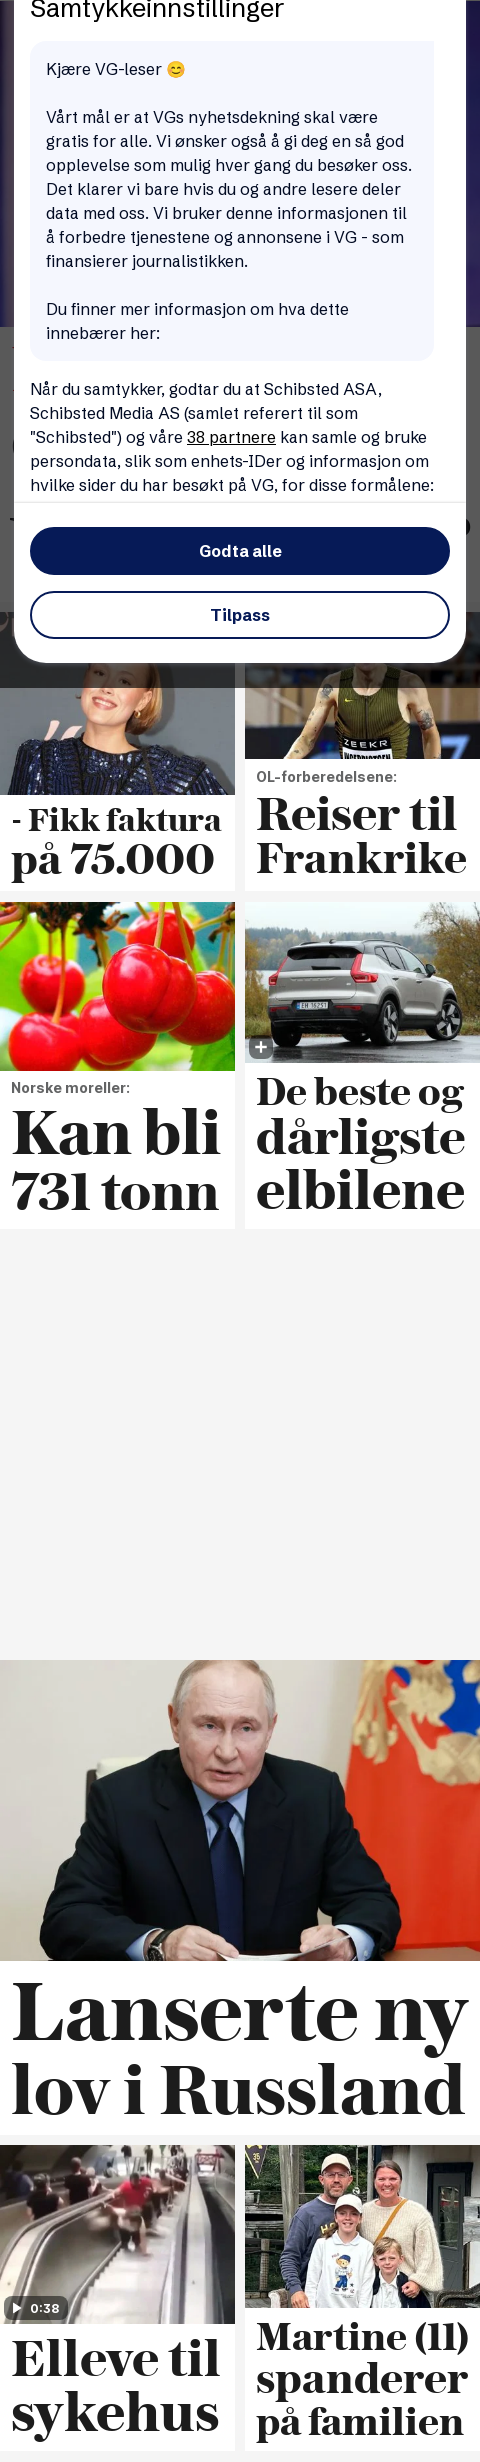 Samtykkeinnstillinger
Kjære VG-leser 😊
Vårt mål er at VGs nyhetsdekning skal være
gratis for alle. Vi ønsker også å gi deg en så god
opplevelse som mulig hver gang du besøker oss.
Det klarer vi bare hvis du og andre lesere deler
data med oss. Vi bruker denne informasjonen til
å forbedre tjenestene og annonsene i VG - som
finansierer journalistikken.
Du finner mer informasjon om hva dette
innebærer her:
Når du samtykker, godtar du at Schibsted ASA,
Schibsted Media AS (samlet referert til som
"Schibsted") og våre 38 partnere kan samle og bruke
persondata, slik som enhets-IDer og informasjon om
hvilke sider du har besøkt på VG, for disse formålene:
Godta alle
Tilpass
ZEEKR
- Fikk faktura
på 75.000
OL-forberedelsene:
Reiser til
Frankrike
Norske moreller:
Kan bli
731 tonn
De beste og
dårligste
elbilene
Lanserte ny
lov i Russland
0:38
Elleve til
sykehus
35
Martine (11)
spanderer
på familien